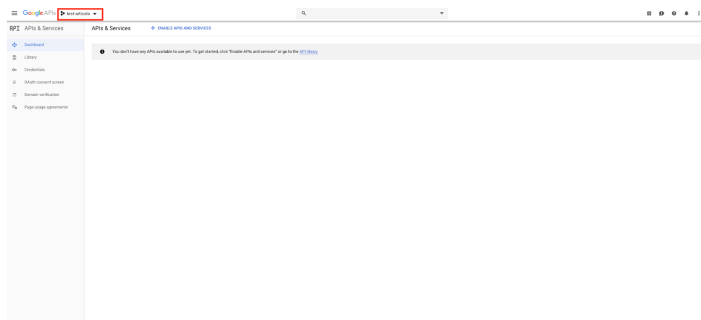 Google APIs
API APIs & Services
APIs & Services
+ ENABLE APIS AND SERVICES
Dashboard
Library
Credentials
OAuth consent screen
Domain verification
Page usage agreements
You don't have any APIs available to use yet. To get started, click "Enable APIs and services" or go to the API library